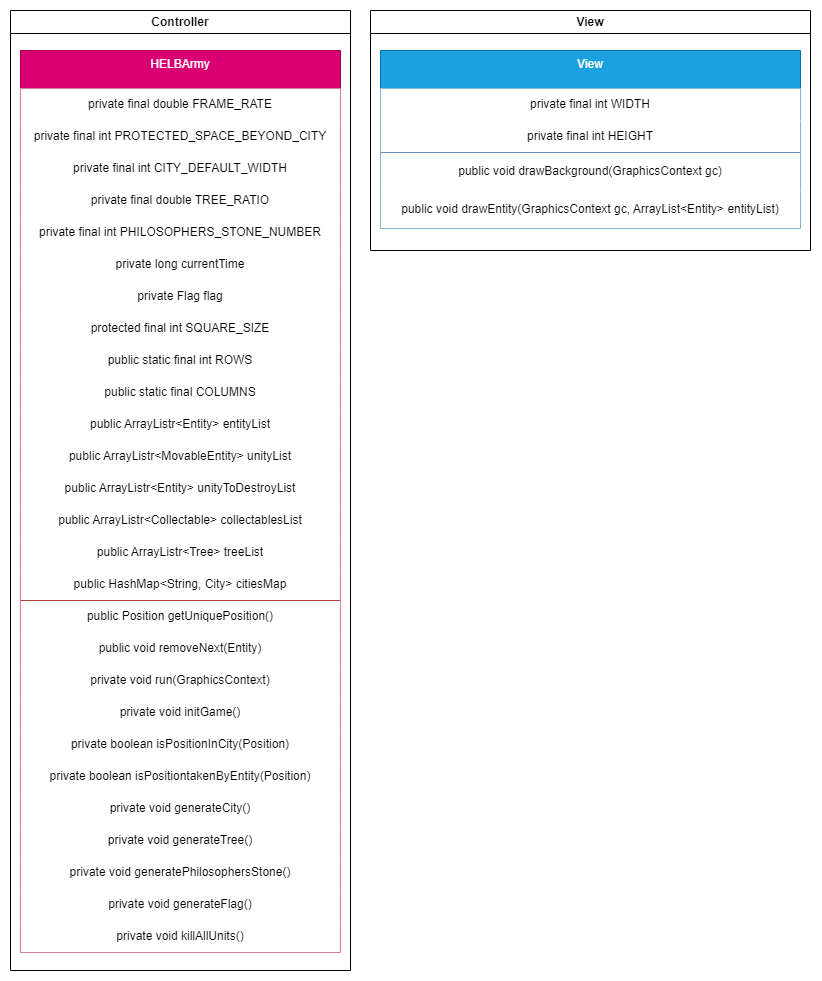 Controller
HELBArmy
private final double FRAME_RATE
private final int PROTECTED_SPACE_BEYOND_CITY
private final int CITY_DEFAULT_WIDTH
private final double TREE_RATIO
private final int PHILOSOPHERS_STONE_NUMBER
private long currentTime
private Flag flag
protected final int SQUARE_SIZE
public static final int ROWS
public static final COLUMNS
public ArrayListr<Entity> entityList
public ArrayListr<MovableEntity> unityList
public ArrayListr<Entity> unityToDestroyList
public ArrayListr<Collectable> collectablesList
public ArrayListr<Tree> treeList
public HashMap<String, City> citiesMap
public Position getUniquePosition()
public void removeNext(Entity)
private void run(GraphicsContext)
private void initGame()
private boolean isPositionInCity(Position)
private boolean isPositiontakenByEntity(Position)
private void generateCity()
private void generateTree()
private void generatePhilosophersStone()
private void generateFlag()
private void killAllUnits()
View
View
private final int WIDTH
private final int HEIGHT
public void drawBackground(GraphicsContext gc)
public void drawEntity(GraphicsContext gc, ArrayList<Entity> entityList)